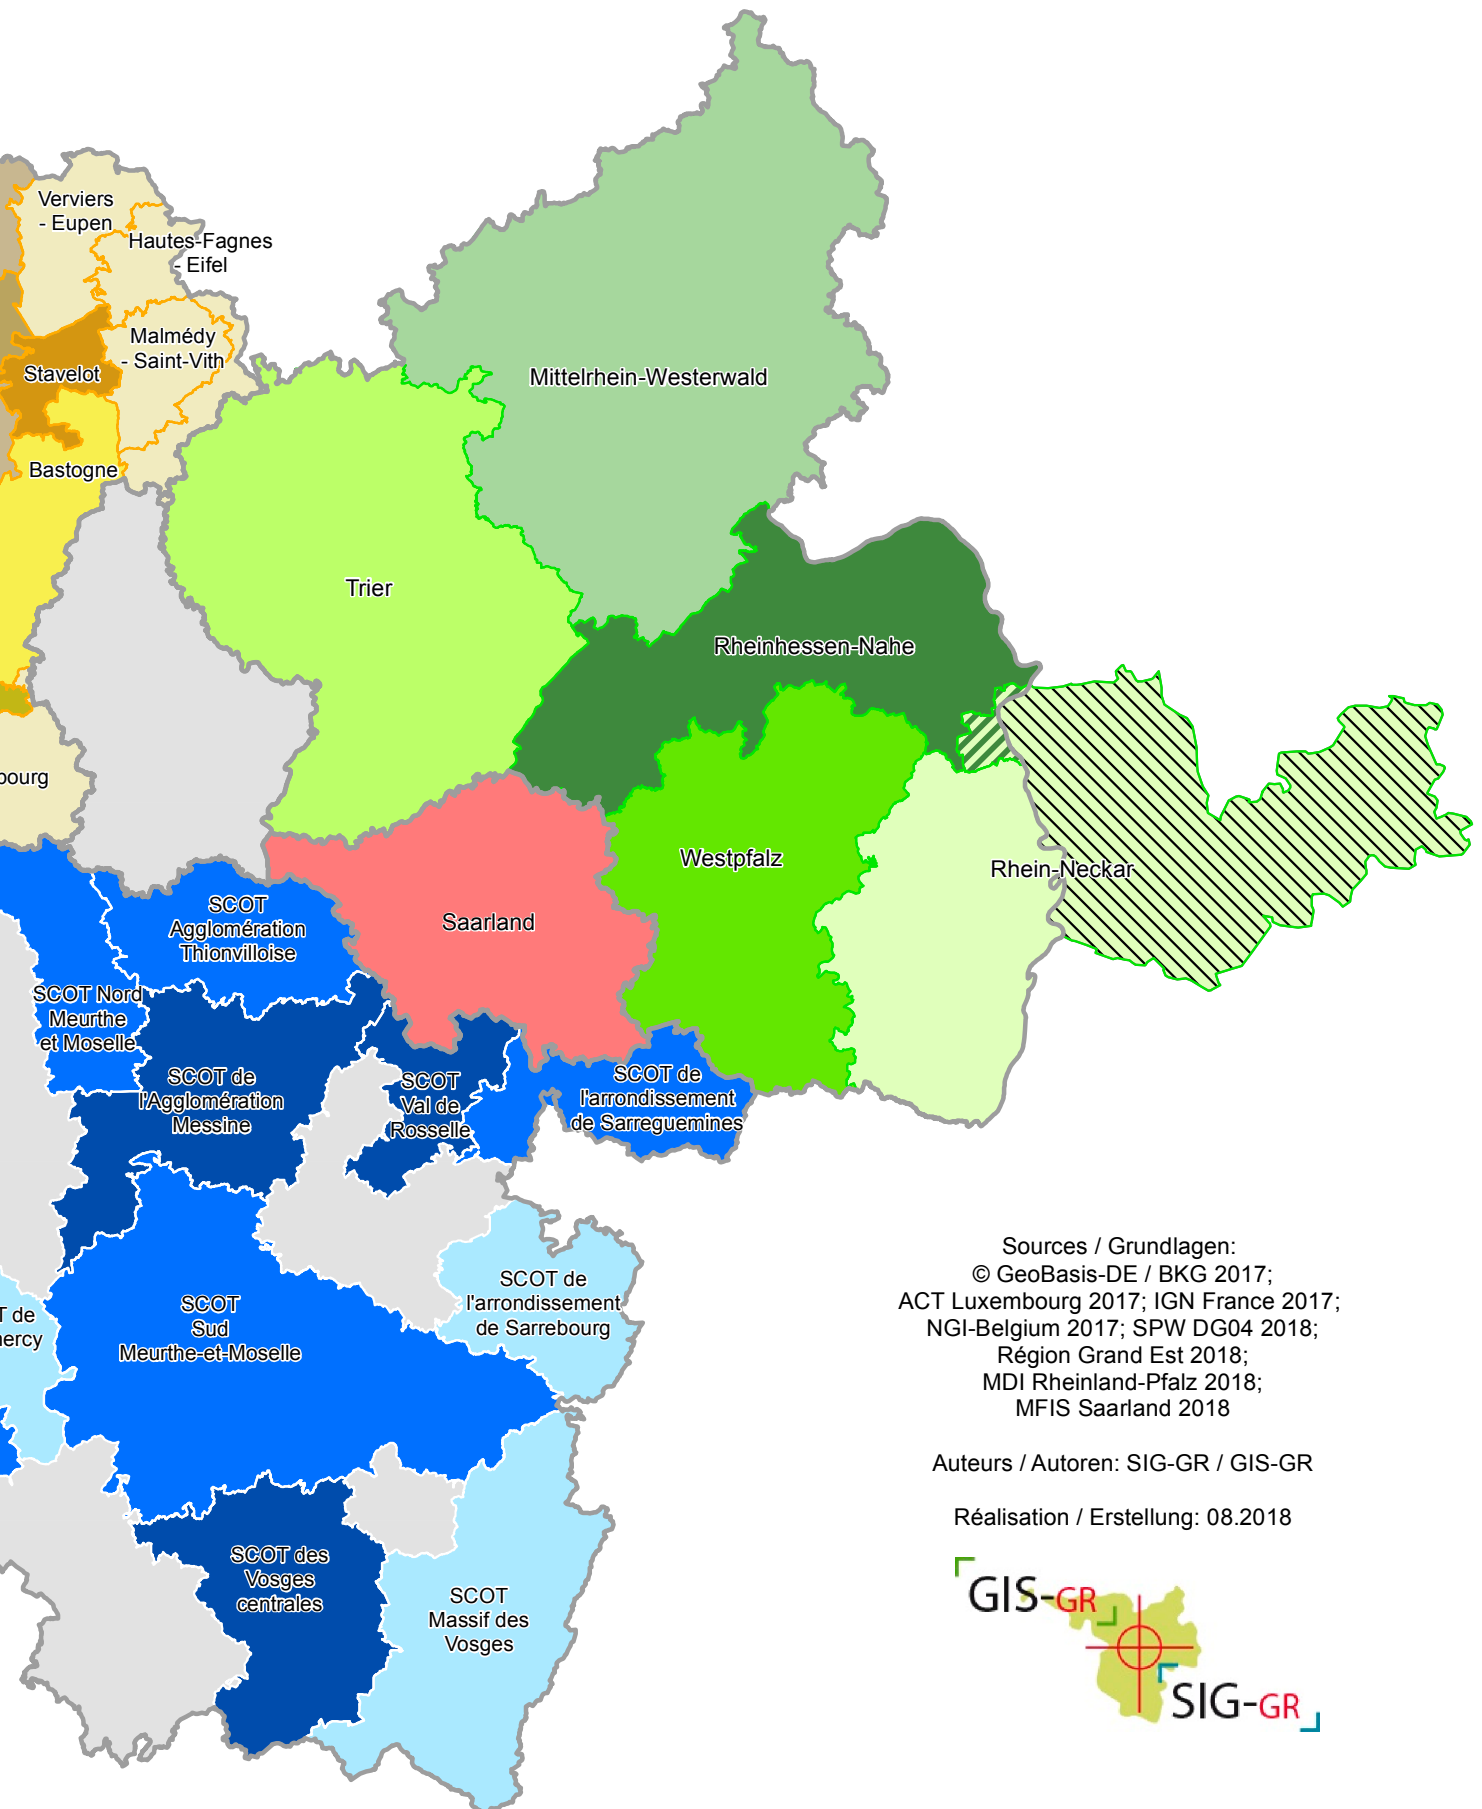 Verviers
- Eupen
Hautes-Fagnes
- Eifel
Malmédy
- Saint-Vith
Stavelot
Bastogne
Mittelrhein-Westerwald
Trier
Rheinhessen-Nahe
bourg
Westpfalz
Rhein-Neckar
Saarland
SCOT
Agglomération
Thionvilloise
SCOT Nord
Meurthe
et Moselle
SCOT de
l'Agglomération
Messine
SCOT
Val de
Rosselle
SCOT de
l'arrondissement
de Sarreguemines
SCOT de
l'arrondissement
de Sarrebourg
T de
ercy
SCOT
Sud
Meurthe-et-Moselle
SCOT des
Vosges
centrales
SCOT
Massif des
Vosges
Sources / Grundlagen:
© GeoBasis-DE / BKG 2017;
ACT Luxembourg 2017; IGN France 2017;
NGI-Belgium 2017; SPW DG04 2018;
Région Grand Est 2018;
MDI Rheinland-Pfalz 2018;
MFIS Saarland 2018
Auteurs / Autoren: SIG-GR / GIS-GR
Réalisation / Erstellung: 08.2018
GIS-GR
SIG-GR